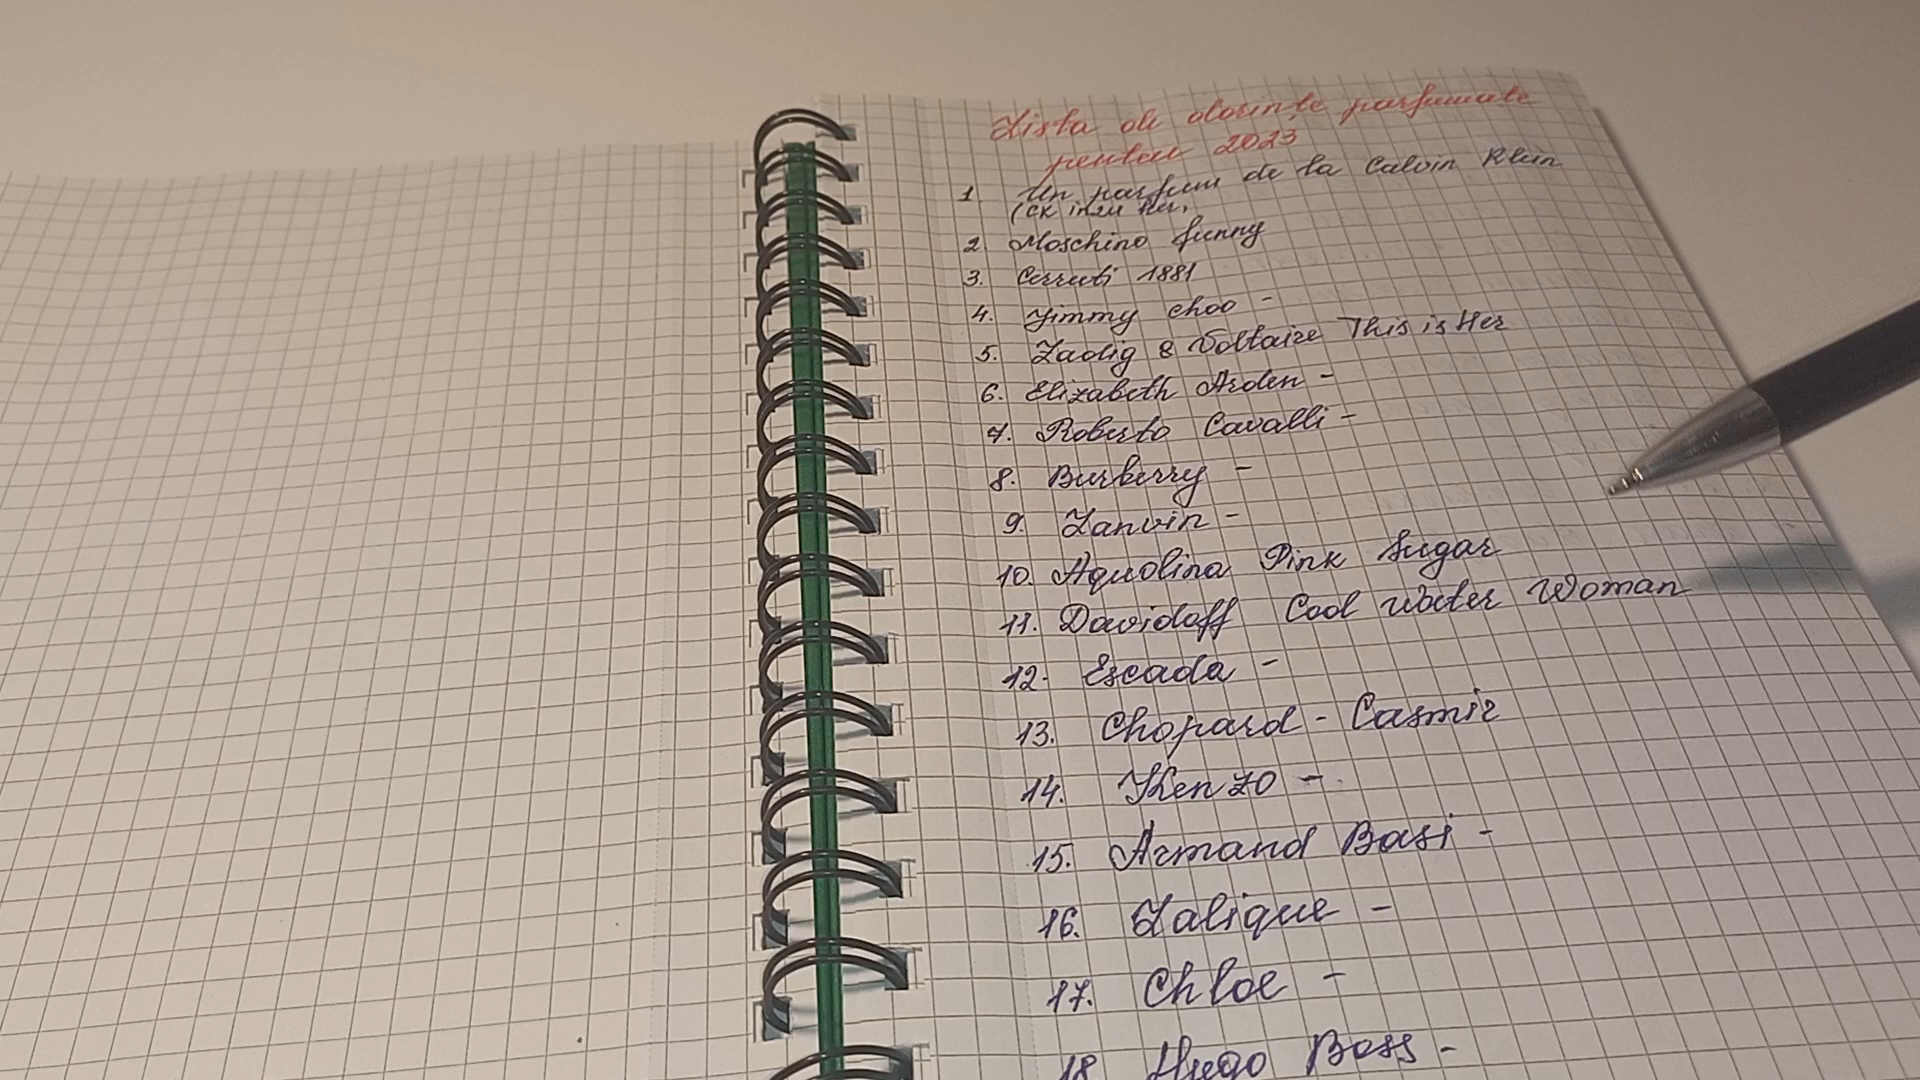 Lista de dorințe parfumate
pentru 2023
1. Un parfum de la Calvin Klein
(CK in2u her,
2. Moschino funny
3. Cerruti 1881
4. Jimmy Choo -
5. Zadig & Voltaire This is Her
6. Elizabeth Arden -
7. Roberto Cavalli -
8. Burberry -
9. Lanvin -
10. Aquolina Pink Sugar
11. Davidoff Cool Water Woman
12. Escada -
13. Chopard - Casmir
14. Kenzo -
15. Armand Basi -
16. Lalique -
17. Chloe -
18. Hugo Boss -